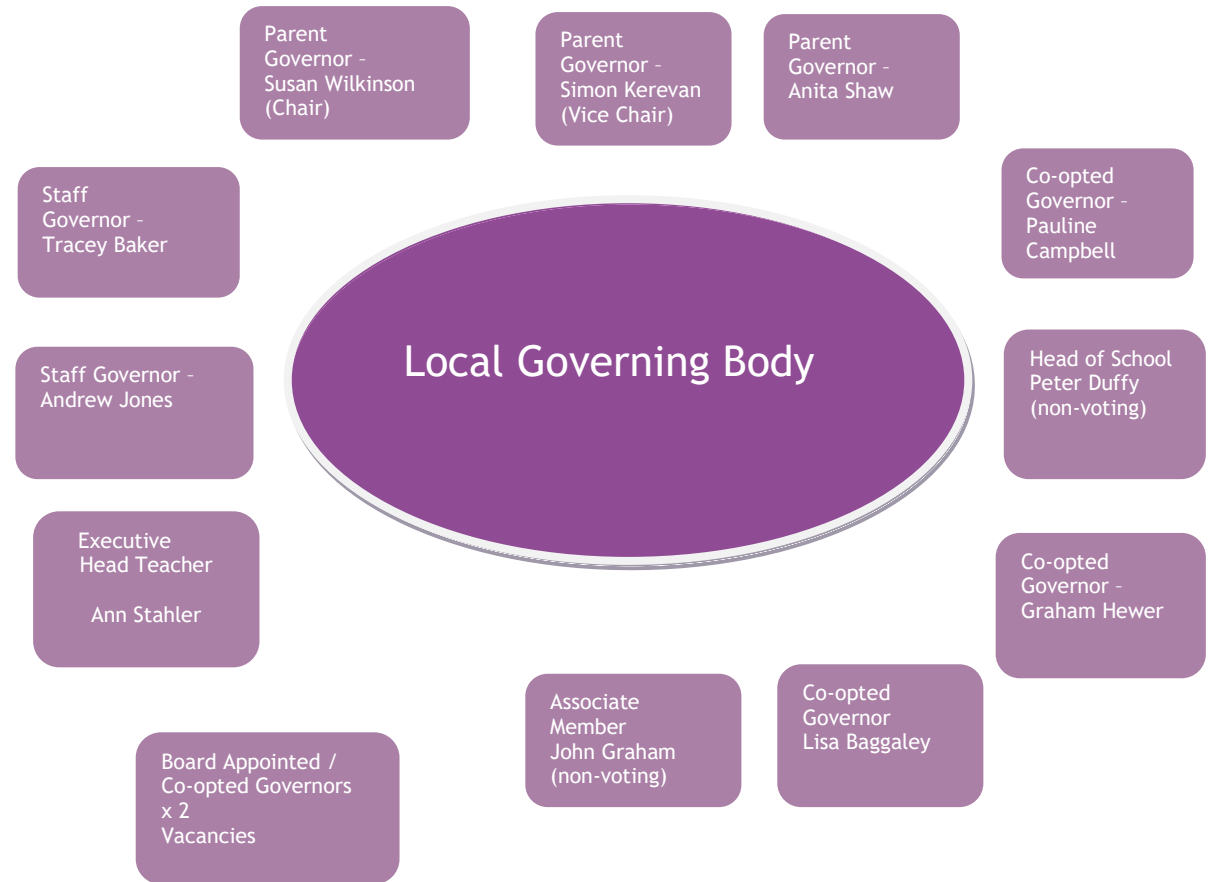 Parent
Governor –
Susan Wilkinson
(Chair)
Parent
Governor –
Simon Kerevan
(Vice Chair)
Parent
Governor –
Anita Shaw
Staff
Governor –
Tracey Baker
Co-opted
Governor –
Pauline
Campbell
Local Governing Body
Staff Governor –
Andrew Jones
Head of School
Peter Duffy
(non-voting)
Executive
Head Teacher
Ann Stahler
Co-opted
Governor –
Graham Hewer
Associate
Member
John Graham
(non-voting)
Co-opted
Governor
Lisa Baggaley
Board Appointed /
Co-opted Governors
x 2
Vacancies